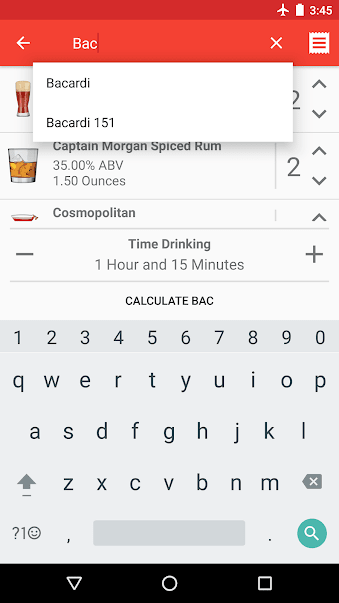 3:45
Bac
Bacardi
Bacardi 151
2
Captain Morgan Spiced Rum
35.00% ABV
1.50 Ounces
2
Cosmopolitan
Time Drinking
1 Hour and 15 Minutes
CALCULATE BAC
1 2 3 4 5 6 7 8 9 0
q w e r t y u i o p
a s d f g h j k l
z x c v b n m
?1☺ , .